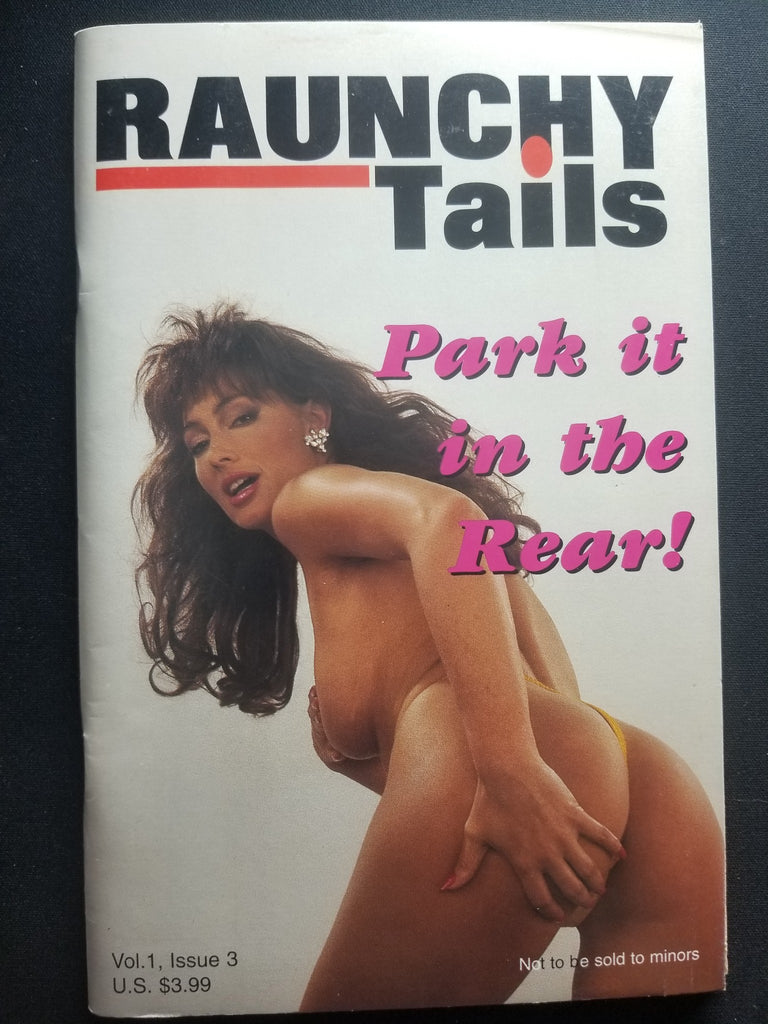 RAUNCHY
Tails
Park it
in the
Rear!
Vol.1, Issue 3
U.S. $3.99
Not to be sold to minors